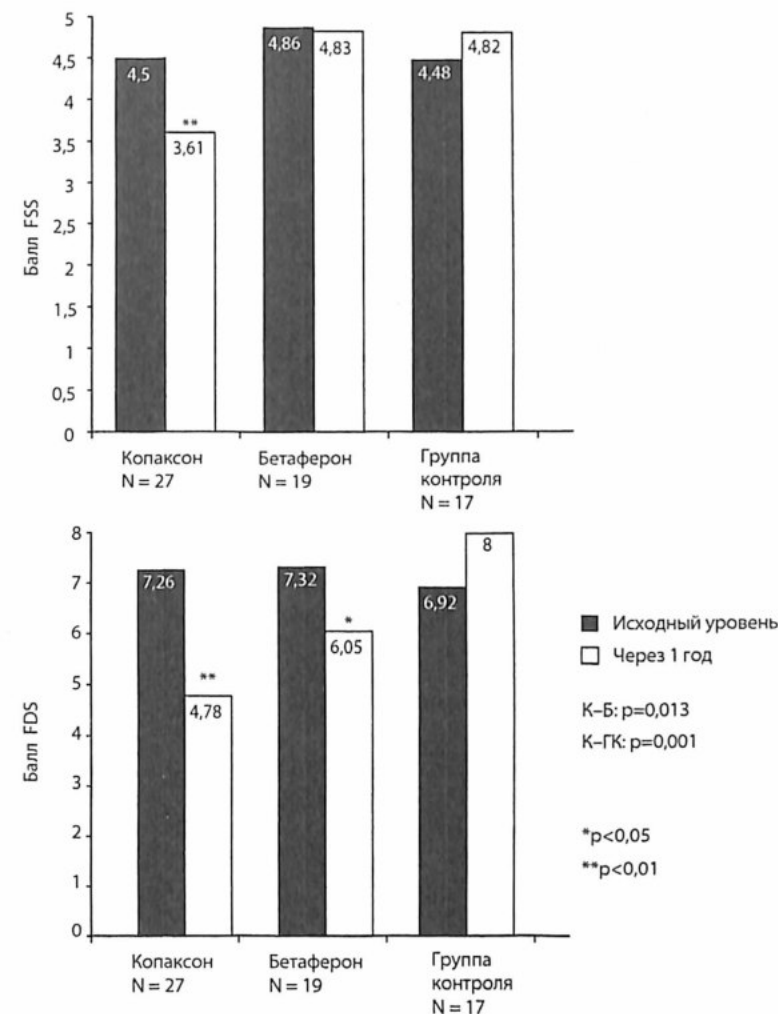 5
4,5
4
3,5
3
2,5
2
1,5
1
0,5
0
Балл FSS
4,5
**
3,61
4,86
4,83
4,48
4,82
Копаксон
N = 27
Бетаферон
N = 19
Группа
контроля
N = 17
8
7
6
5
4
3
2
1
0
Балл FDS
7,26
**
4,78
7,32
*
6,05
6,92
8
Копаксон
N = 27
Бетаферон
N = 19
Группа
контроля
N = 17
Исходный уровень
Через 1 год
К–Б: p=0,013
К–ГК: p=0,001
*p<0,05
**p<0,01